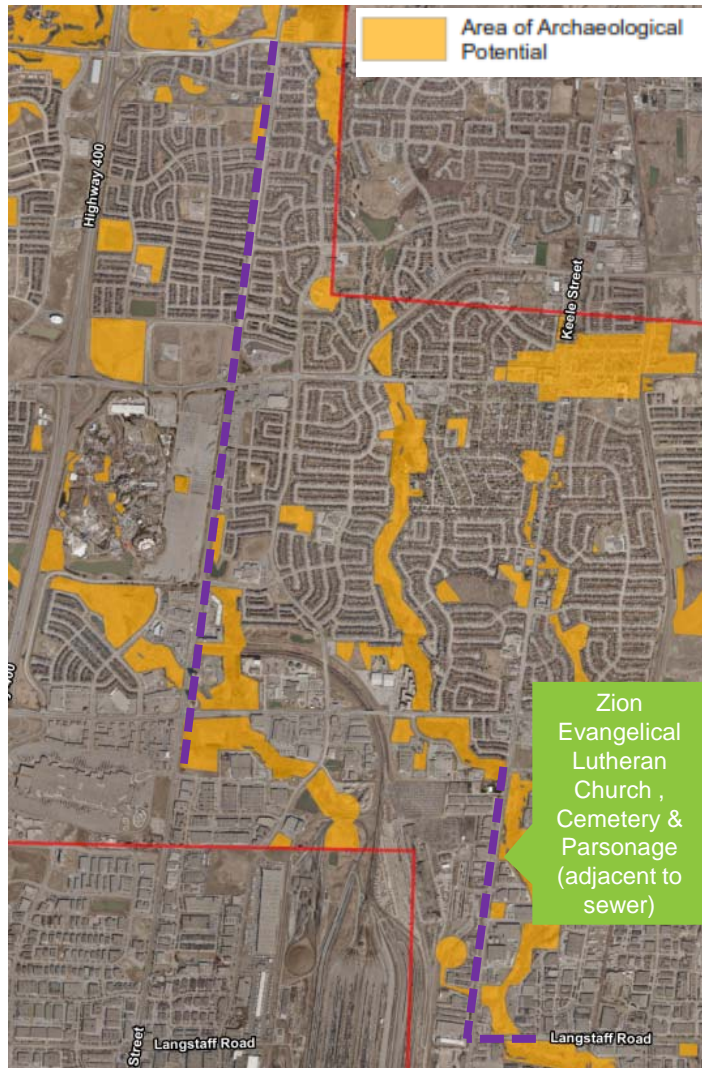 Area of Archaeological
Potential
Highway 400
Keele Street
400
Zion
Evangelical
Lutheran
Church ,
Cemetery &
Parsonage
(adjacent to
sewer)
Street
Langstaff Road
Langstaff Road